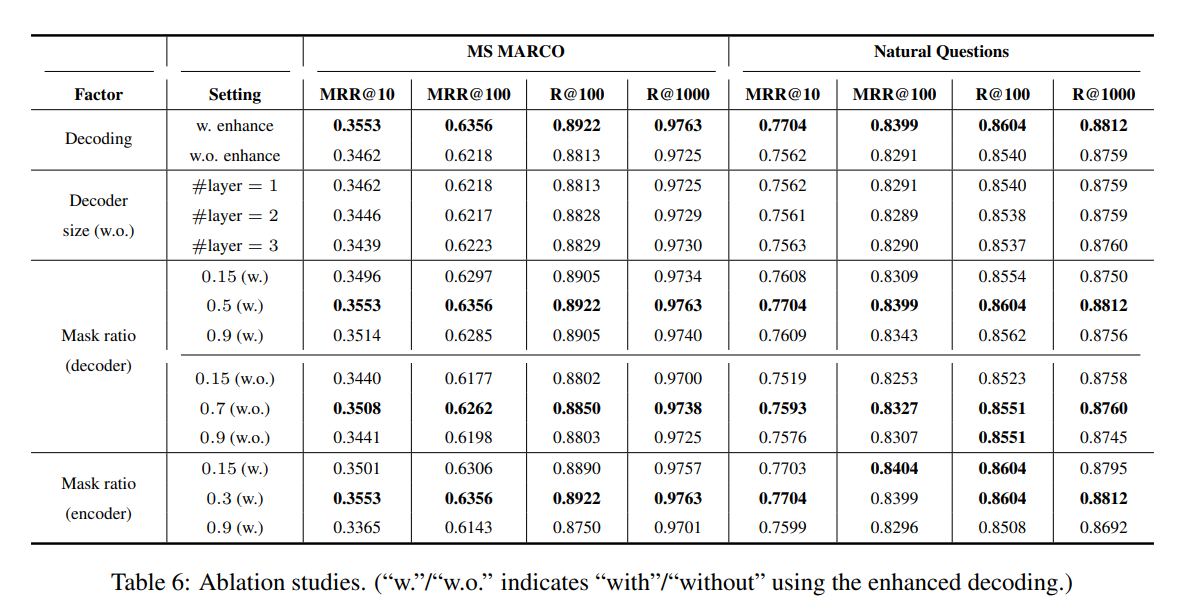 MS MARCO Natural Questions
Factor Setting MRR@10 MRR@100 R@100 R@1000 MRR@10 MRR@100 R@100 R@1000
Decoding
w. enhance 0.3553 0.6356 0.8922 0.9763 0.7704 0.8399 0.8604 0.8812
w.o. enhance 0.3462 0.6218 0.8813 0.9725 0.7562 0.8291 0.8540 0.8759
Decoder
size (w.o.)
#layer = 1 0.3462 0.6218 0.8813 0.9725 0.7562 0.8291 0.8540 0.8759
#layer = 2 0.3446 0.6217 0.8828 0.9729 0.7561 0.8289 0.8538 0.8759
#layer = 3 0.3439 0.6223 0.8829 0.9730 0.7563 0.8290 0.8537 0.8760
Mask ratio
(decoder)
0.15 (w.) 0.3496 0.6297 0.8905 0.9734 0.7608 0.8309 0.8554 0.8750
0.5 (w.) 0.3553 0.6356 0.8922 0.9763 0.7704 0.8399 0.8604 0.8812
0.9 (w.) 0.3514 0.6285 0.8905 0.9740 0.7609 0.8343 0.8562 0.8756
0.15 (w.o.) 0.3440 0.6177 0.8802 0.9700 0.7519 0.8253 0.8523 0.8758
0.7 (w.o.) 0.3508 0.6262 0.8850 0.9738 0.7593 0.8327 0.8551 0.8760
0.9 (w.o.) 0.3441 0.6198 0.8803 0.9725 0.7576 0.8307 0.8551 0.8745
Mask ratio
(encoder)
0.15 (w.) 0.3501 0.6306 0.8890 0.9757 0.7703 0.8404 0.8604 0.8795
0.3 (w.) 0.3553 0.6356 0.8922 0.9763 0.7704 0.8399 0.8604 0.8812
0.9 (w.) 0.3365 0.6143 0.8750 0.9701 0.7599 0.8296 0.8508 0.8692
Table 6: Ablation studies. (“w.”/“w.o.” indicates “with”/“without” using the enhanced decoding.)